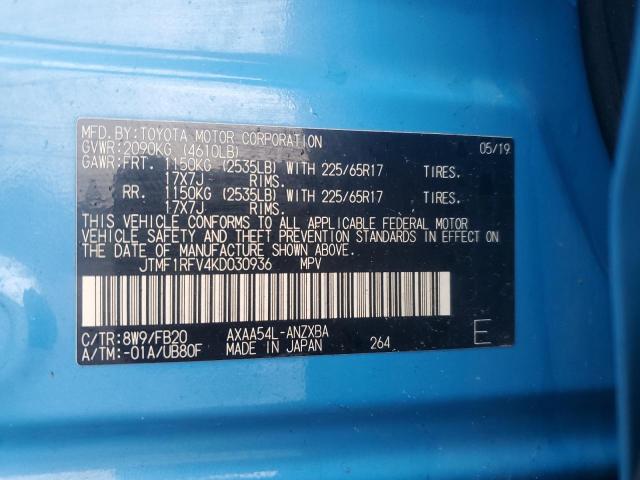 MFD. BY: TOYOTA MOTOR CORPORATION 05/19
GVWR: 2090KG (4610LB)
GAWR: FRT. 1150KG (2535LB) WITH 225/65R17 TIRES.
17X7J RIMS.
RR. 1150KG (2535LB) WITH 225/65R17 TIRES.
17X7J RIMS.
THIS VEHICLE CONFORMS TO ALL APPLICABLE FEDERAL MOTOR
VEHICLE SAFETY AND THEFT PREVENTION STANDARDS IN EFFECT ON
THE DATE OF MANUFACTURE SHOWN ABOVE.
JTMF1RFV4KD030936 MPV
C/TR: 8W9/FB20 AXAA54L-ANZXBA E
A/TM: -01A/UB80F MADE IN JAPAN 264